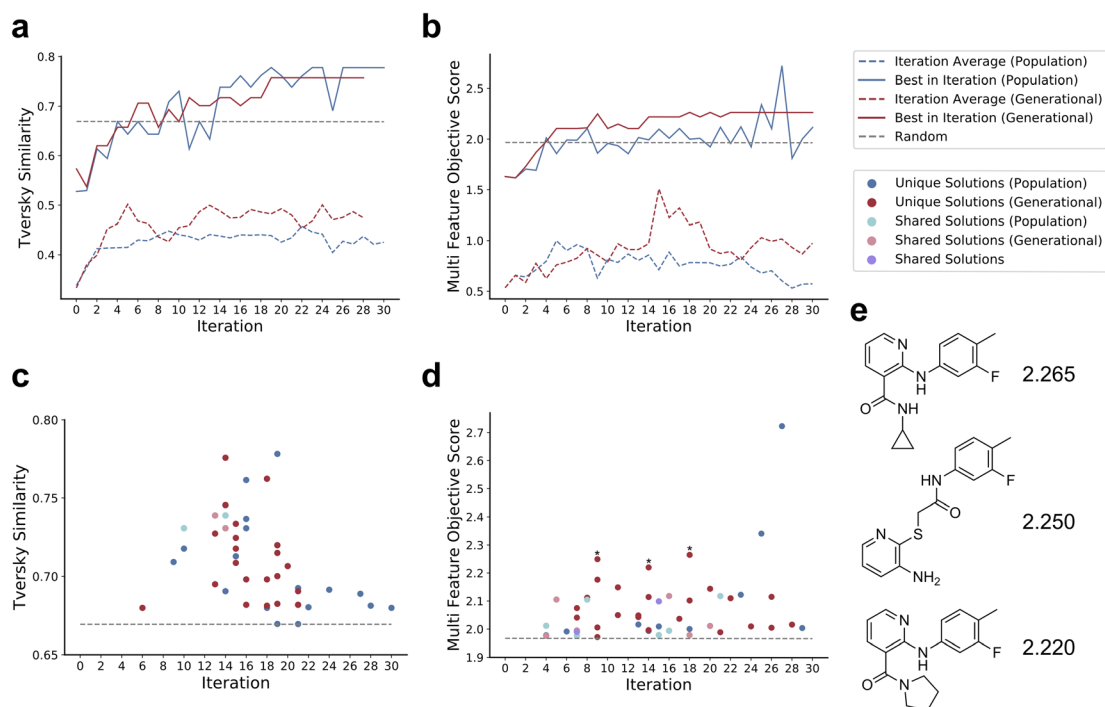 a
0.8
0.7
0.6
0.5
0.4
Tversky Similarity
0 2 4 6 8 10 12 14 16 18 20 22 24 26 28 30
Iteration
b
3.0
2.5
2.0
1.5
1.0
0.5
Multi Feature Objective Score
0 2 4 6 8 10 12 14 16 18 20 22 24 26 28 30
Iteration
Iteration Average (Population)
Best in Iteration (Population)
Iteration Average (Generational)
Best in Iteration (Generational)
Random
Unique Solutions (Population)
Unique Solutions (Generational)
Shared Solutions (Population)
Shared Solutions (Generational)
Shared Solutions
c
0.80
0.75
0.70
0.65
Tversky Similarity
0 2 4 6 8 10 12 14 16 18 20 22 24 26 28 30
Iteration
d
2.7
2.6
2.5
2.4
2.3
2.2
2.1
2.0
1.9
Multi Feature Objective Score
* * *
0 2 4 6 8 10 12 14 16 18 20 22 24 26 28 30
Iteration
e
N
N
H
F
O
NH
2.265
N
H
F
O
S
N
NH2
2.250
N
N
H
F
O
N
2.220